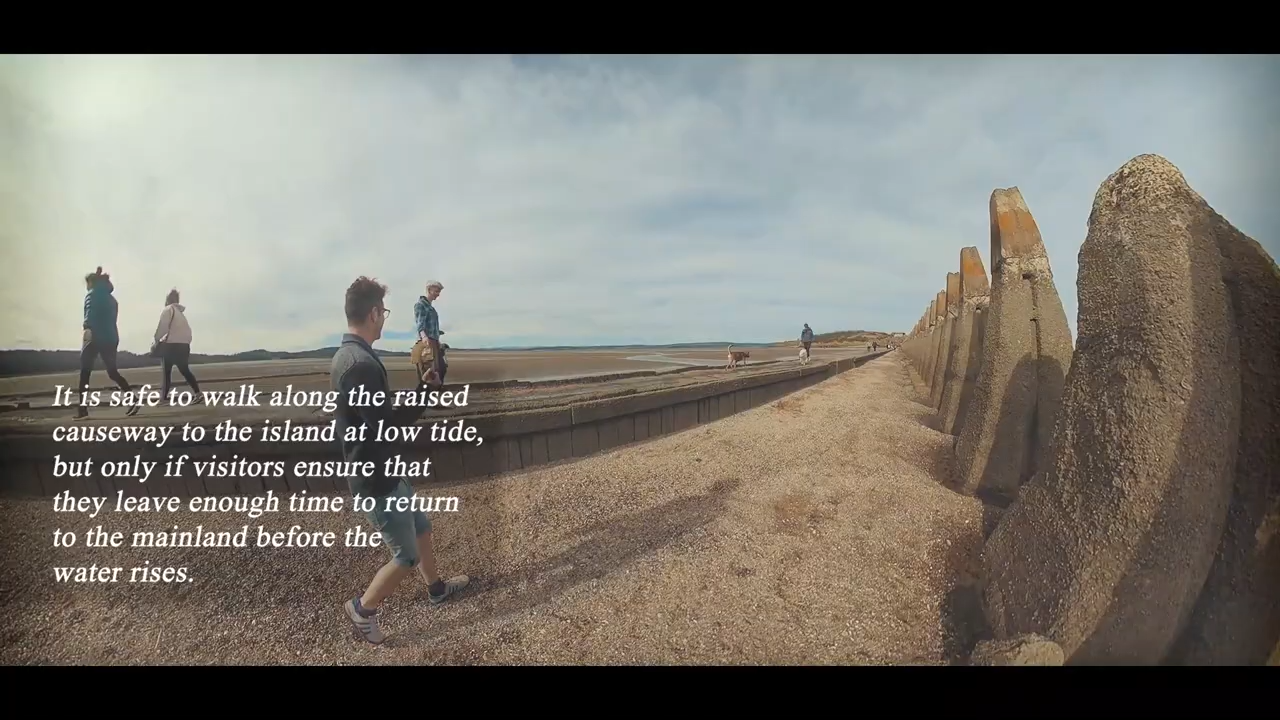 It is safe to walk along the raised
causeway to the island at low tide,
but only if visitors ensure that
they leave enough time to return
to the mainland before the
water rises.